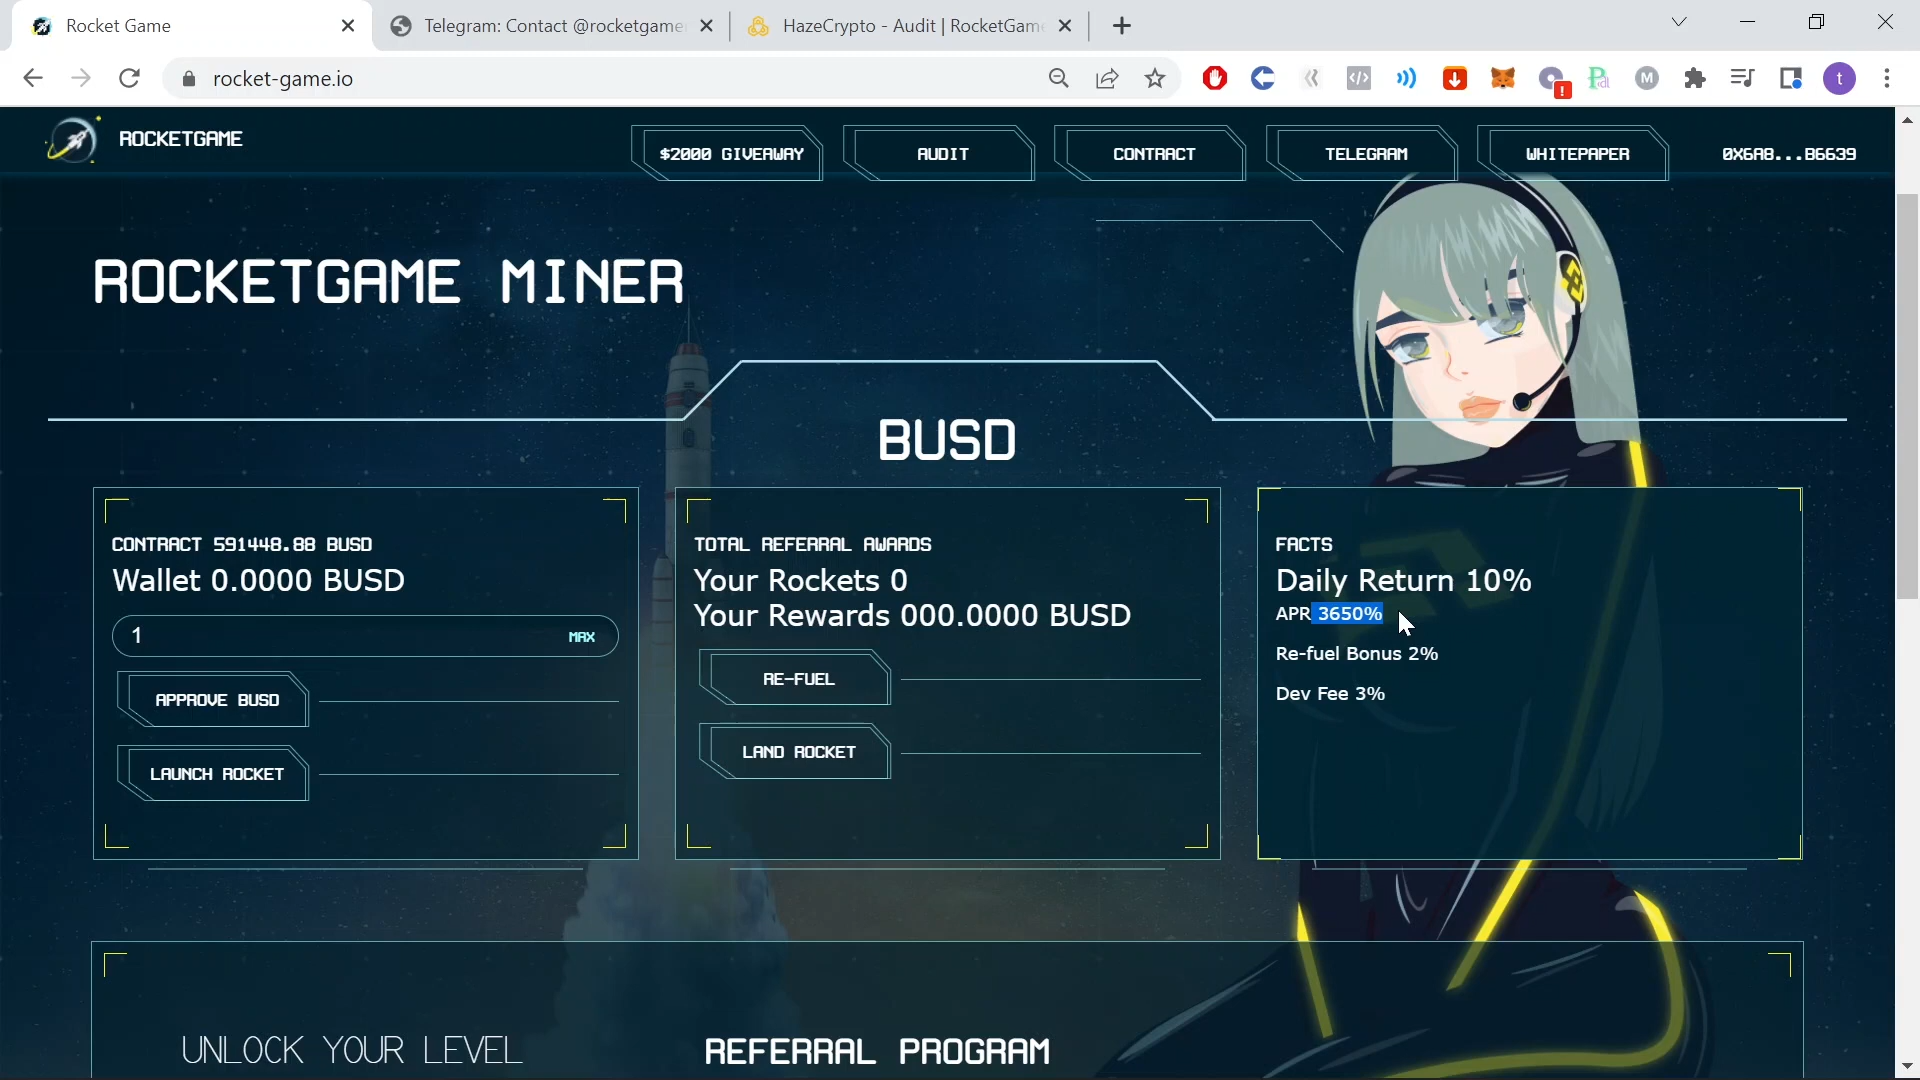 Rocket Game
Telegram: Contact @rocketgame
HazeCrypto - Audit | RocketGam
rocket-game.io
t
ROCKETGAME
$2000 GIVEAWAY
AUDIT
CONTRACT
TELEGRAM
WHITEPAPER
0X6A8...B6639
ROCKETGAME MINER
BUSD
CONTRACT 591448.88 BUSD
Wallet 0.0000 BUSD
1
MAX
APPROVE BUSD
LAUNCH ROCKET
TOTAL REFERRAL AWARDS
Your Rockets 0
Your Rewards 000.0000 BUSD
RE-FUEL
LAND ROCKET
FACTS
Daily Return 10%
APR 3650%
Re-fuel Bonus 2%
Dev Fee 3%
UNLOCK YOUR LEVEL
REFERRAL PROGRAM